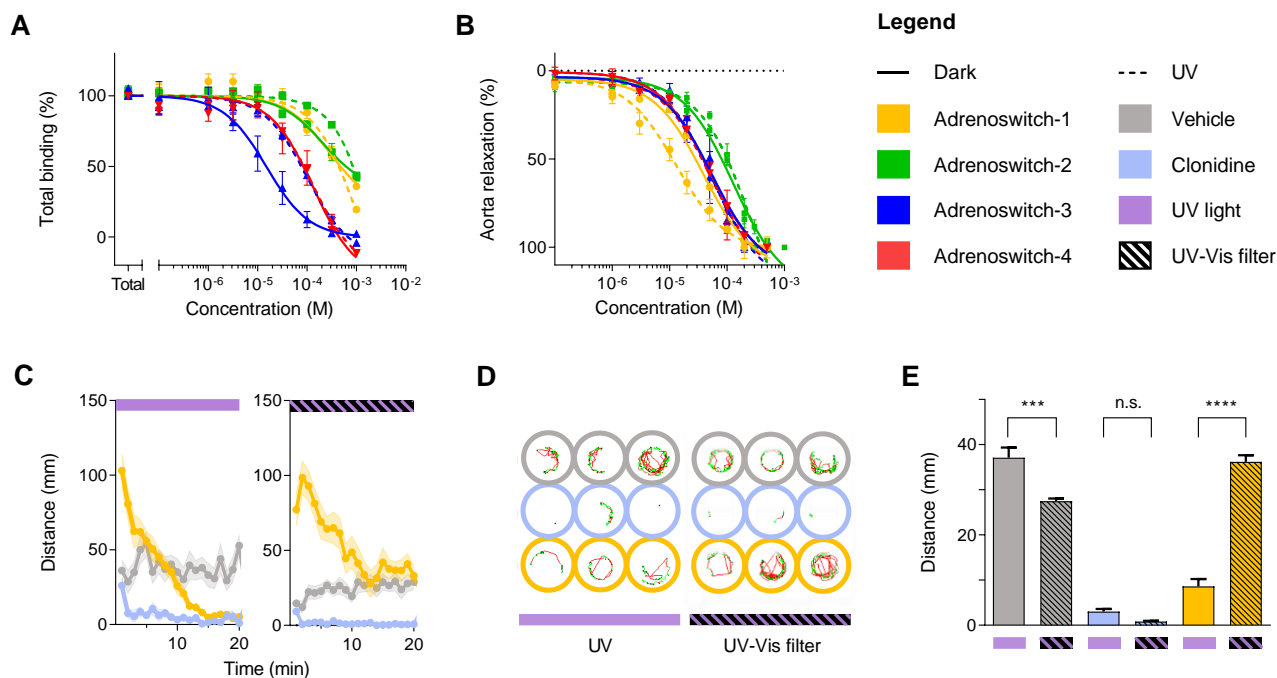 A
Total binding (%)
100
50
0
Total
10-6
10-5
10-4
10-3
10-2
Concentration (M)
B
Aorta relaxation (%)
0
50
100
10-6
10-5
10-4
10-3
Concentration (M)
Legend
Dark
UV
Adrenoswitch-1
Vehicle
Adrenoswitch-2
Clonidine
Adrenoswitch-3
UV light
Adrenoswitch-4
UV-Vis filter
C
Distance (mm)
150
100
50
0
10
20
150
100
50
0
10
20
Time (min)
D
UV
UV-Vis filter
E
Distance (mm)
40
20
0
***
n.s.
****